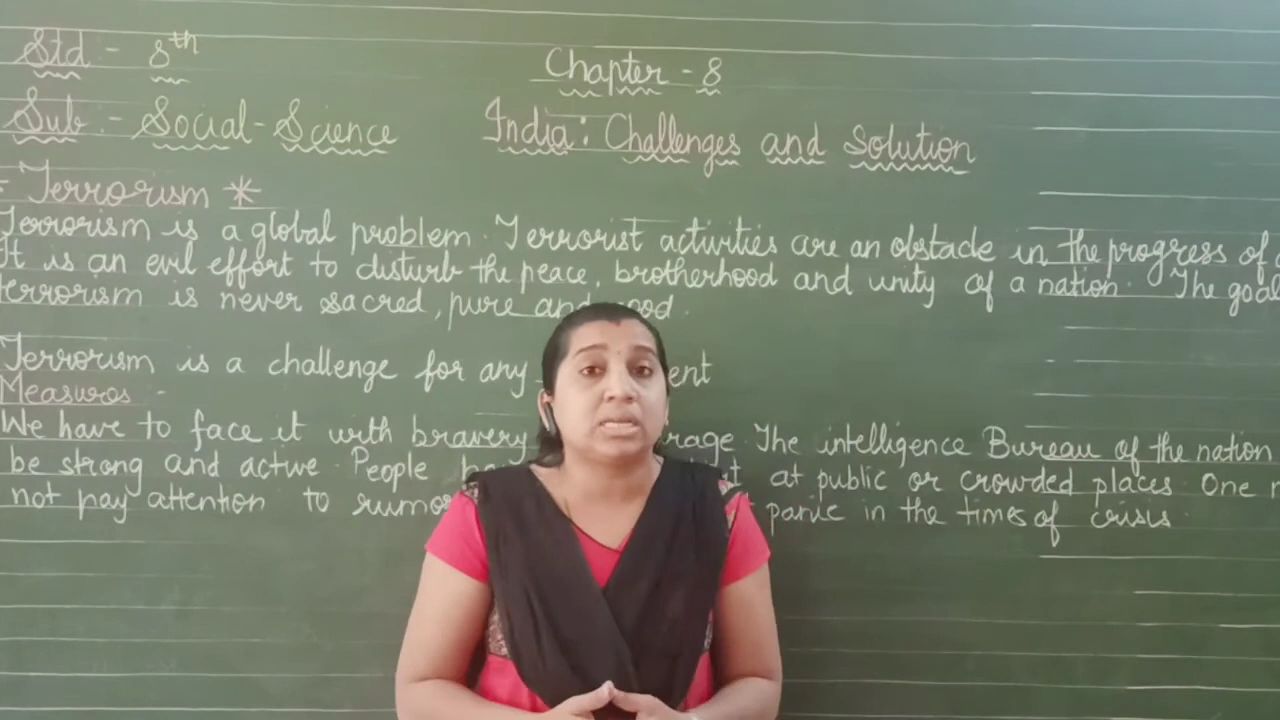 Std :- 8th
Chapter - 8
Sub :- Social-Science
India: Challenges and Solution
- Terrorism *
Terrorism is a global problem. Terrorist activities are an obstacle in the progress of
It is an evil effort to disturb the peace, brotherhood and unity of a nation. The goal
terrorism is never sacred, pure and good.
Terrorism is a challenge for any ent
Measures -
We have to face it with bravery rage. The intelligence Bureau of the nation
be strong and active. People at public or crowded places. One
not pay attention to rumo panic in the times of crisis